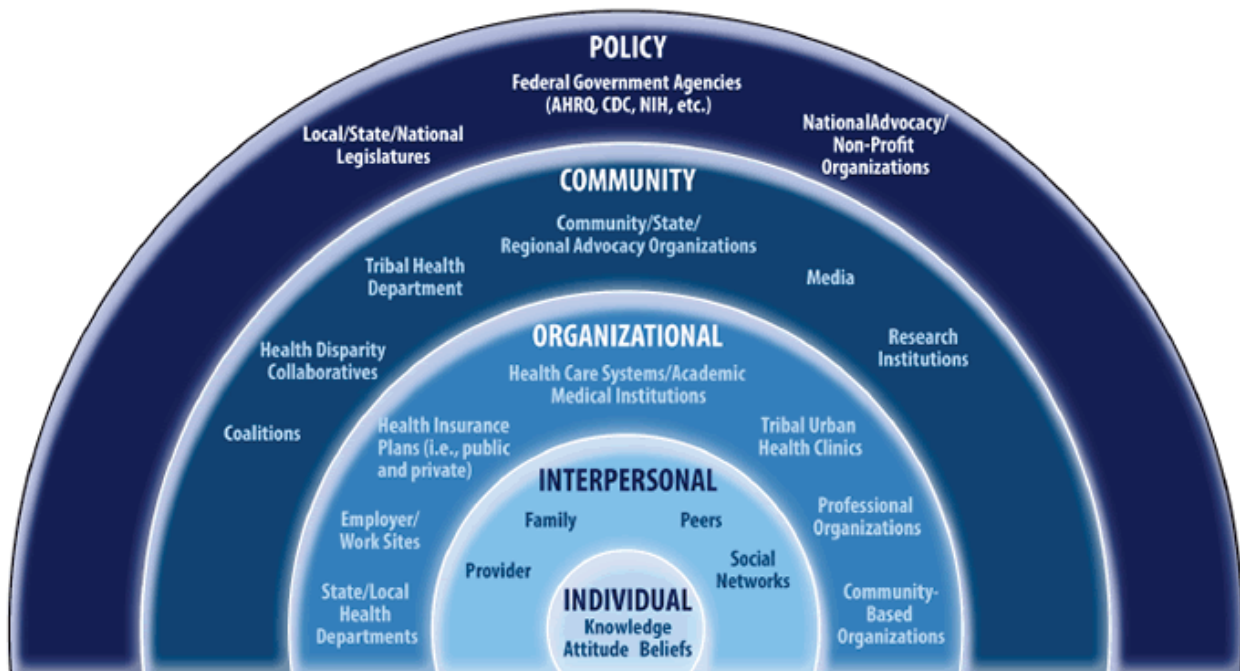 POLICY
Federal Government Agencies
(AHRQ, CDC, NIH, etc.)
Local/State/National
Legislatures
NationalAdvocacy/
Non-Profit
Organizations
COMMUNITY
Community/State/
Regional Advocacy Organizations
Tribal Health
Department
Media
Health Disparity
Collaboratives
Research
Institutions
Coalitions
ORGANIZATIONAL
Health Care Systems/Academic
Medical Institutions
Health Insurance
Plans (i.e., public
and private)
Tribal Urban
Health Clinics
Employer/
Work Sites
Professional
Organizations
State/Local
Health
Departments
Community-
Based
Organizations
INTERPERSONAL
Family
Peers
Provider
Social
Networks
INDIVIDUAL
Knowledge
Attitude Beliefs